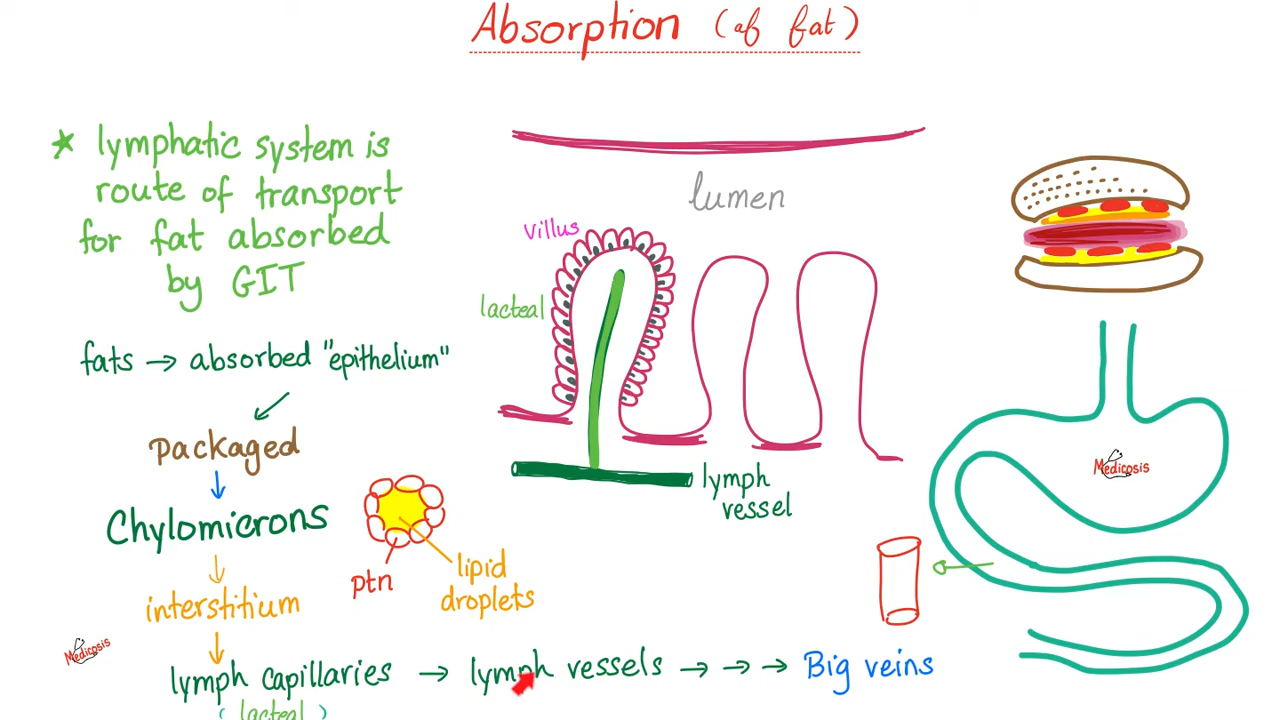 Absorption (of fat)
* lymphatic system is
route of transport
for fat absorbed
by GIT
fats → absorbed "epithelium"
packaged
Chylomicrons
interstitium
lymph capillaries → lymph vessels → → → Big veins
( lacteal )
ptn
lipid
droplets
lumen
villus
lacteal
lymph
vessel
Medicosis
Medicosis